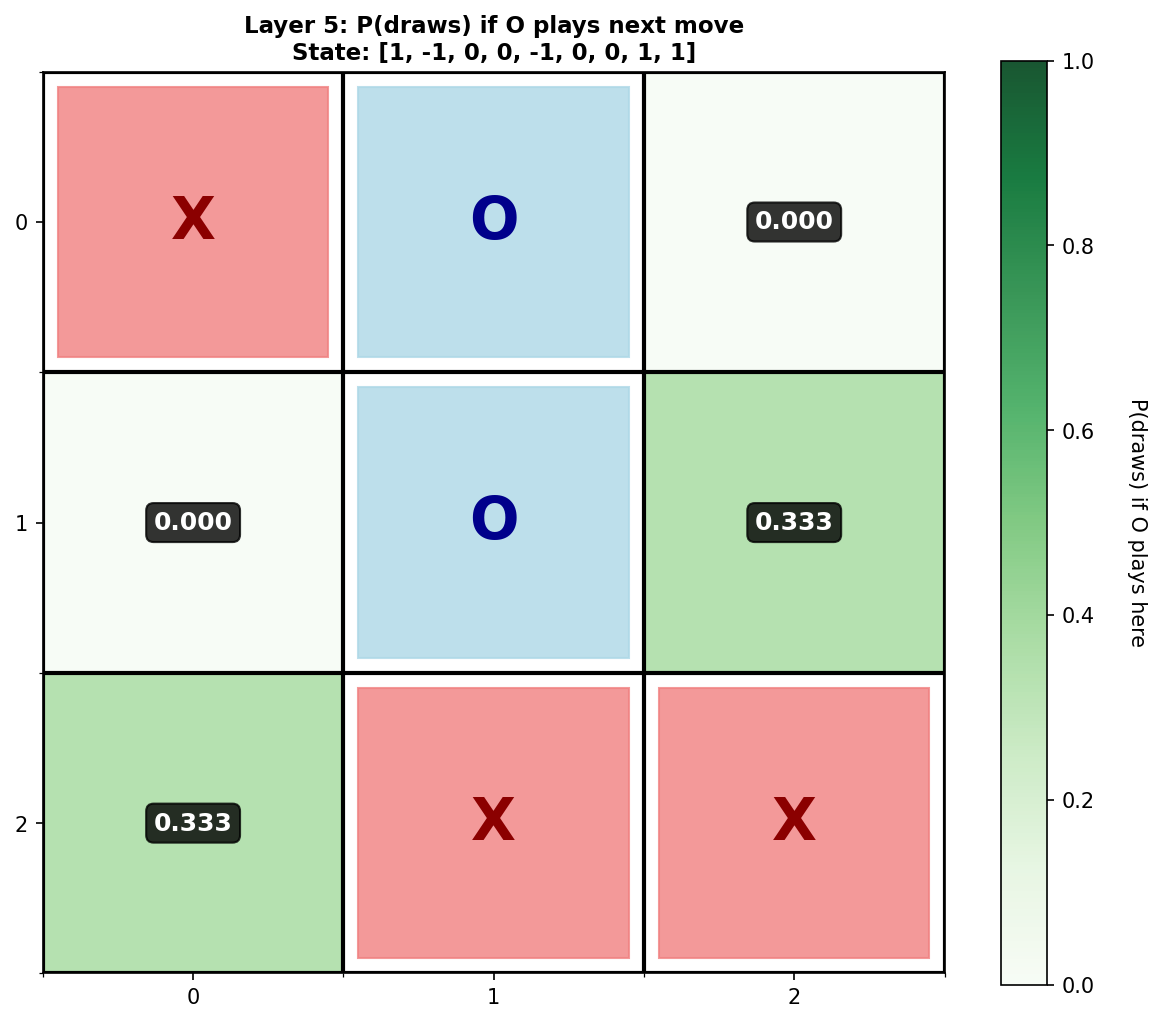 Layer 5: P(draws) if O plays next move
State: [1, -1, 0, 0, -1, 0, 0, 1, 1]
X O 0.000
0.000 O 0.333
0.333 X X
0
1
2
0 1 2
1.0
0.8
0.6
0.4
0.2
0.0
P(draws) if O plays here